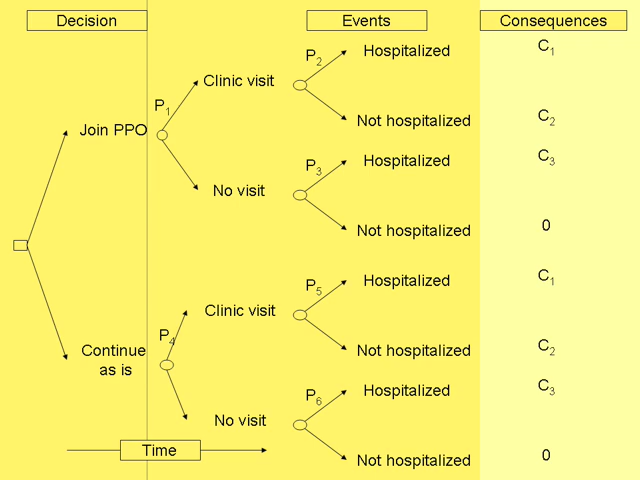 Decision
Events
Consequences
P2
Hospitalized
C1
Clinic visit
P1
Not hospitalized
C2
Join PPO
P3
Hospitalized
C3
No visit
Not hospitalized
0
P5
Hospitalized
C1
Clinic visit
P4
Not hospitalized
C2
Continue
as is
P6
Hospitalized
C3
No visit
Time
Not hospitalized
0